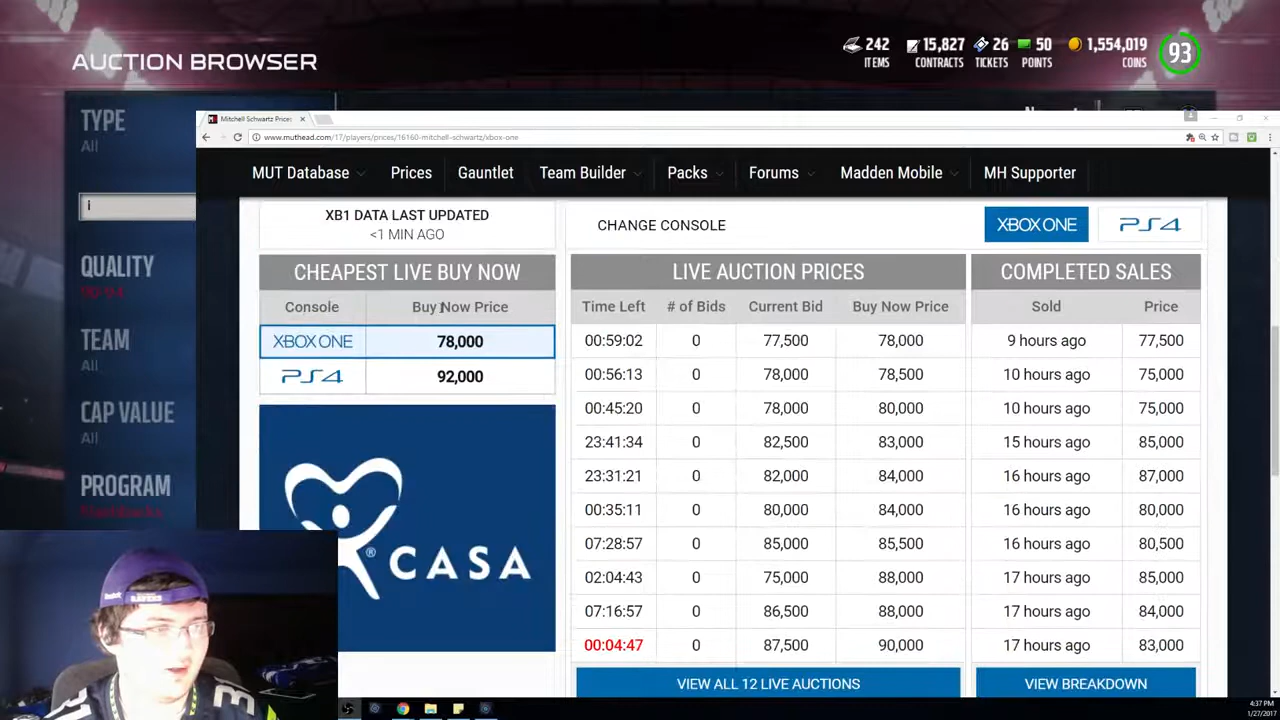 AUCTION BROWSER
242 15,827 26 50 1,554,019 93
ITEMS CONTRACTS TICKETS POINTS COINS
TYPE
All
i
QUALITY
90-94
TEAM
All
CAP VALUE
All
PROGRAM
Mitchell Schwartz Prices
www.muthead.com/17/players/prices/16160-mitchell-schwartz/xbox-one
MUT Database Prices Gauntlet Team Builder Packs Forums Madden Mobile MH Supporter
XB1 DATA LAST UPDATED
<1 MIN AGO
CHANGE CONSOLE XBOX ONE PS4
CHEAPEST LIVE BUY NOW
Console Buy Now Price
XBOX ONE 78,000
PS4 92,000
® CASA
LIVE AUCTION PRICES
Time Left # of Bids Current Bid Buy Now Price
00:59:02 0 77,500 78,000
00:56:13 0 78,000 78,500
00:45:20 0 78,000 80,000
23:41:34 0 82,500 83,000
23:31:21 0 82,000 84,000
00:35:11 0 80,000 84,000
07:28:57 0 85,000 85,500
02:04:43 0 75,000 88,000
07:16:57 0 86,500 88,000
00:04:47 0 87,500 90,000
VIEW ALL 12 LIVE AUCTIONS
COMPLETED SALES
Sold Price
9 hours ago 77,500
10 hours ago 75,000
10 hours ago 75,000
15 hours ago 85,000
16 hours ago 87,000
16 hours ago 80,000
16 hours ago 80,500
17 hours ago 85,000
17 hours ago 84,000
17 hours ago 83,000
VIEW BREAKDOWN
4:37 PM
1/27/2017